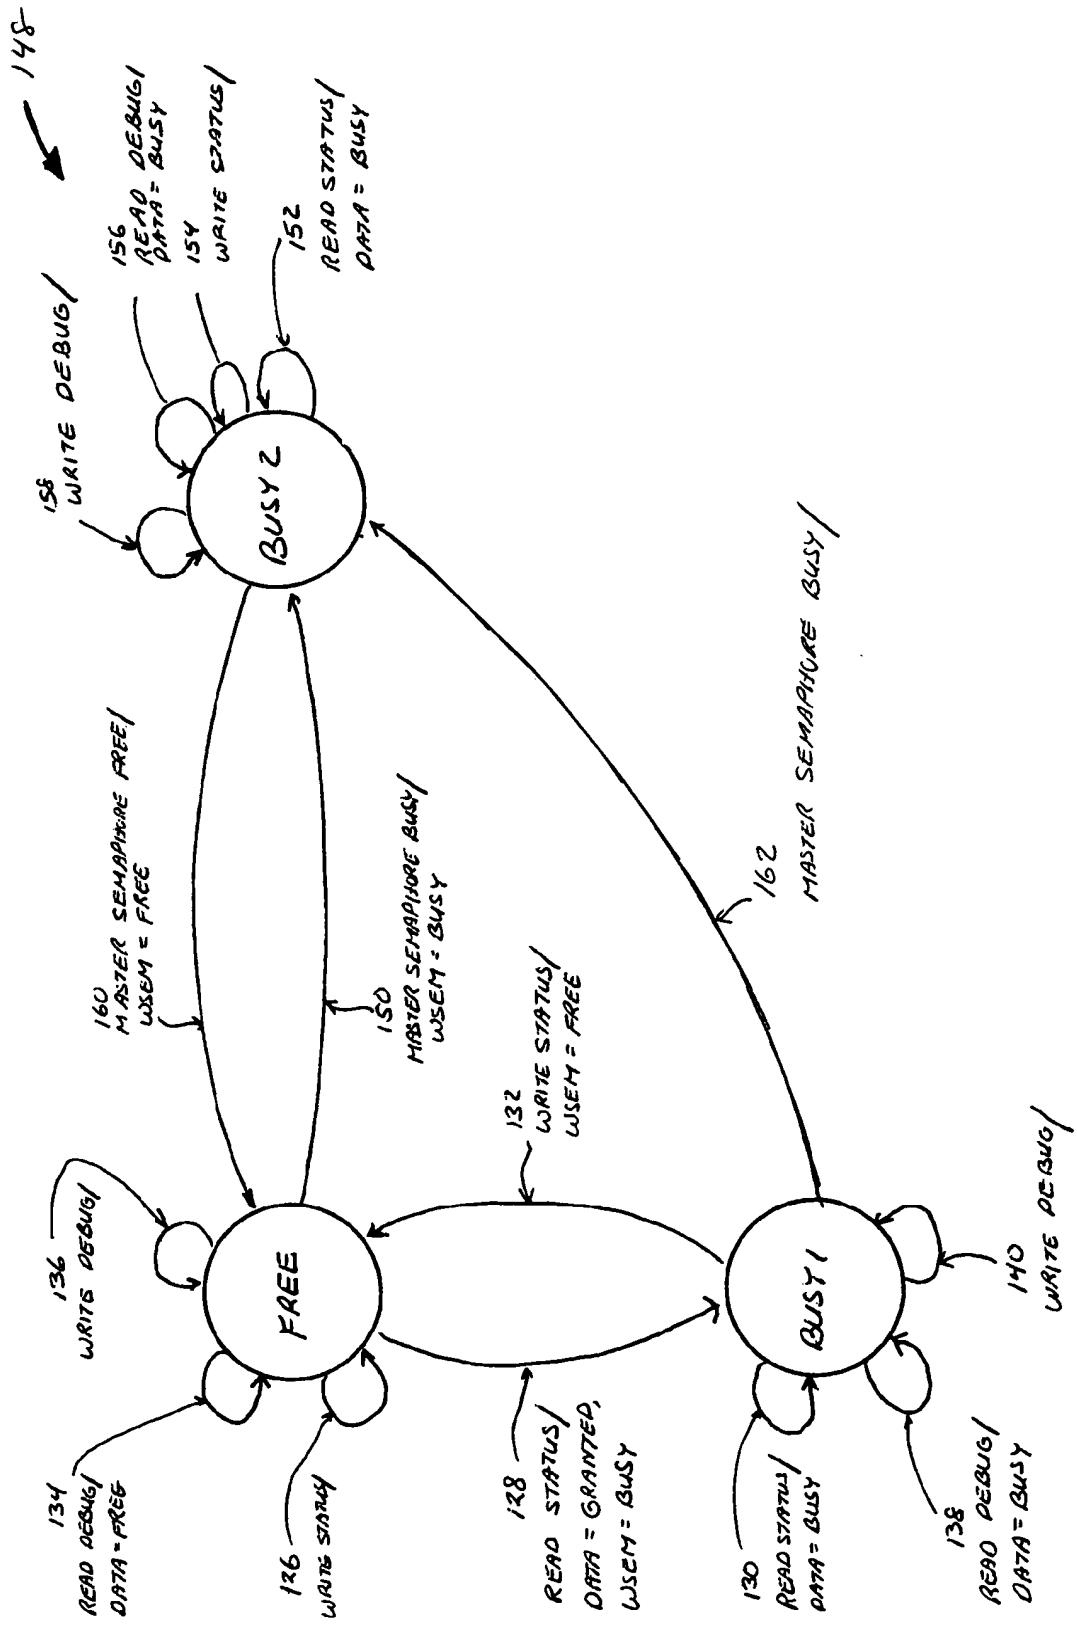 148
158
WRITE DEBUG/
156
READ DEBUG/
DATA = BUSY
154
WRITE STATUS/
152
READ STATUS/
DATA = BUSY
BUSY 2
160
MASTER SEMAPHORE FREE/
WSEM = FREE
150
MASTER SEMAPHORE BUSY/
WSEM = BUSY
162
MASTER SEMAPHORE BUSY/
136
WRITE DEBUG/
134
READ DEBUG/
DATA = FREE
126
WRITE STATUS/
FREE
132
WRITE STATUS/
WSEM = FREE
128
READ STATUS/
DATA = GRANTED,
WSEM = BUSY
BUSY 1
130
READ STATUS/
DATA = BUSY
138
READ DEBUG/
DATA = BUSY
140
WRITE DEBUG/